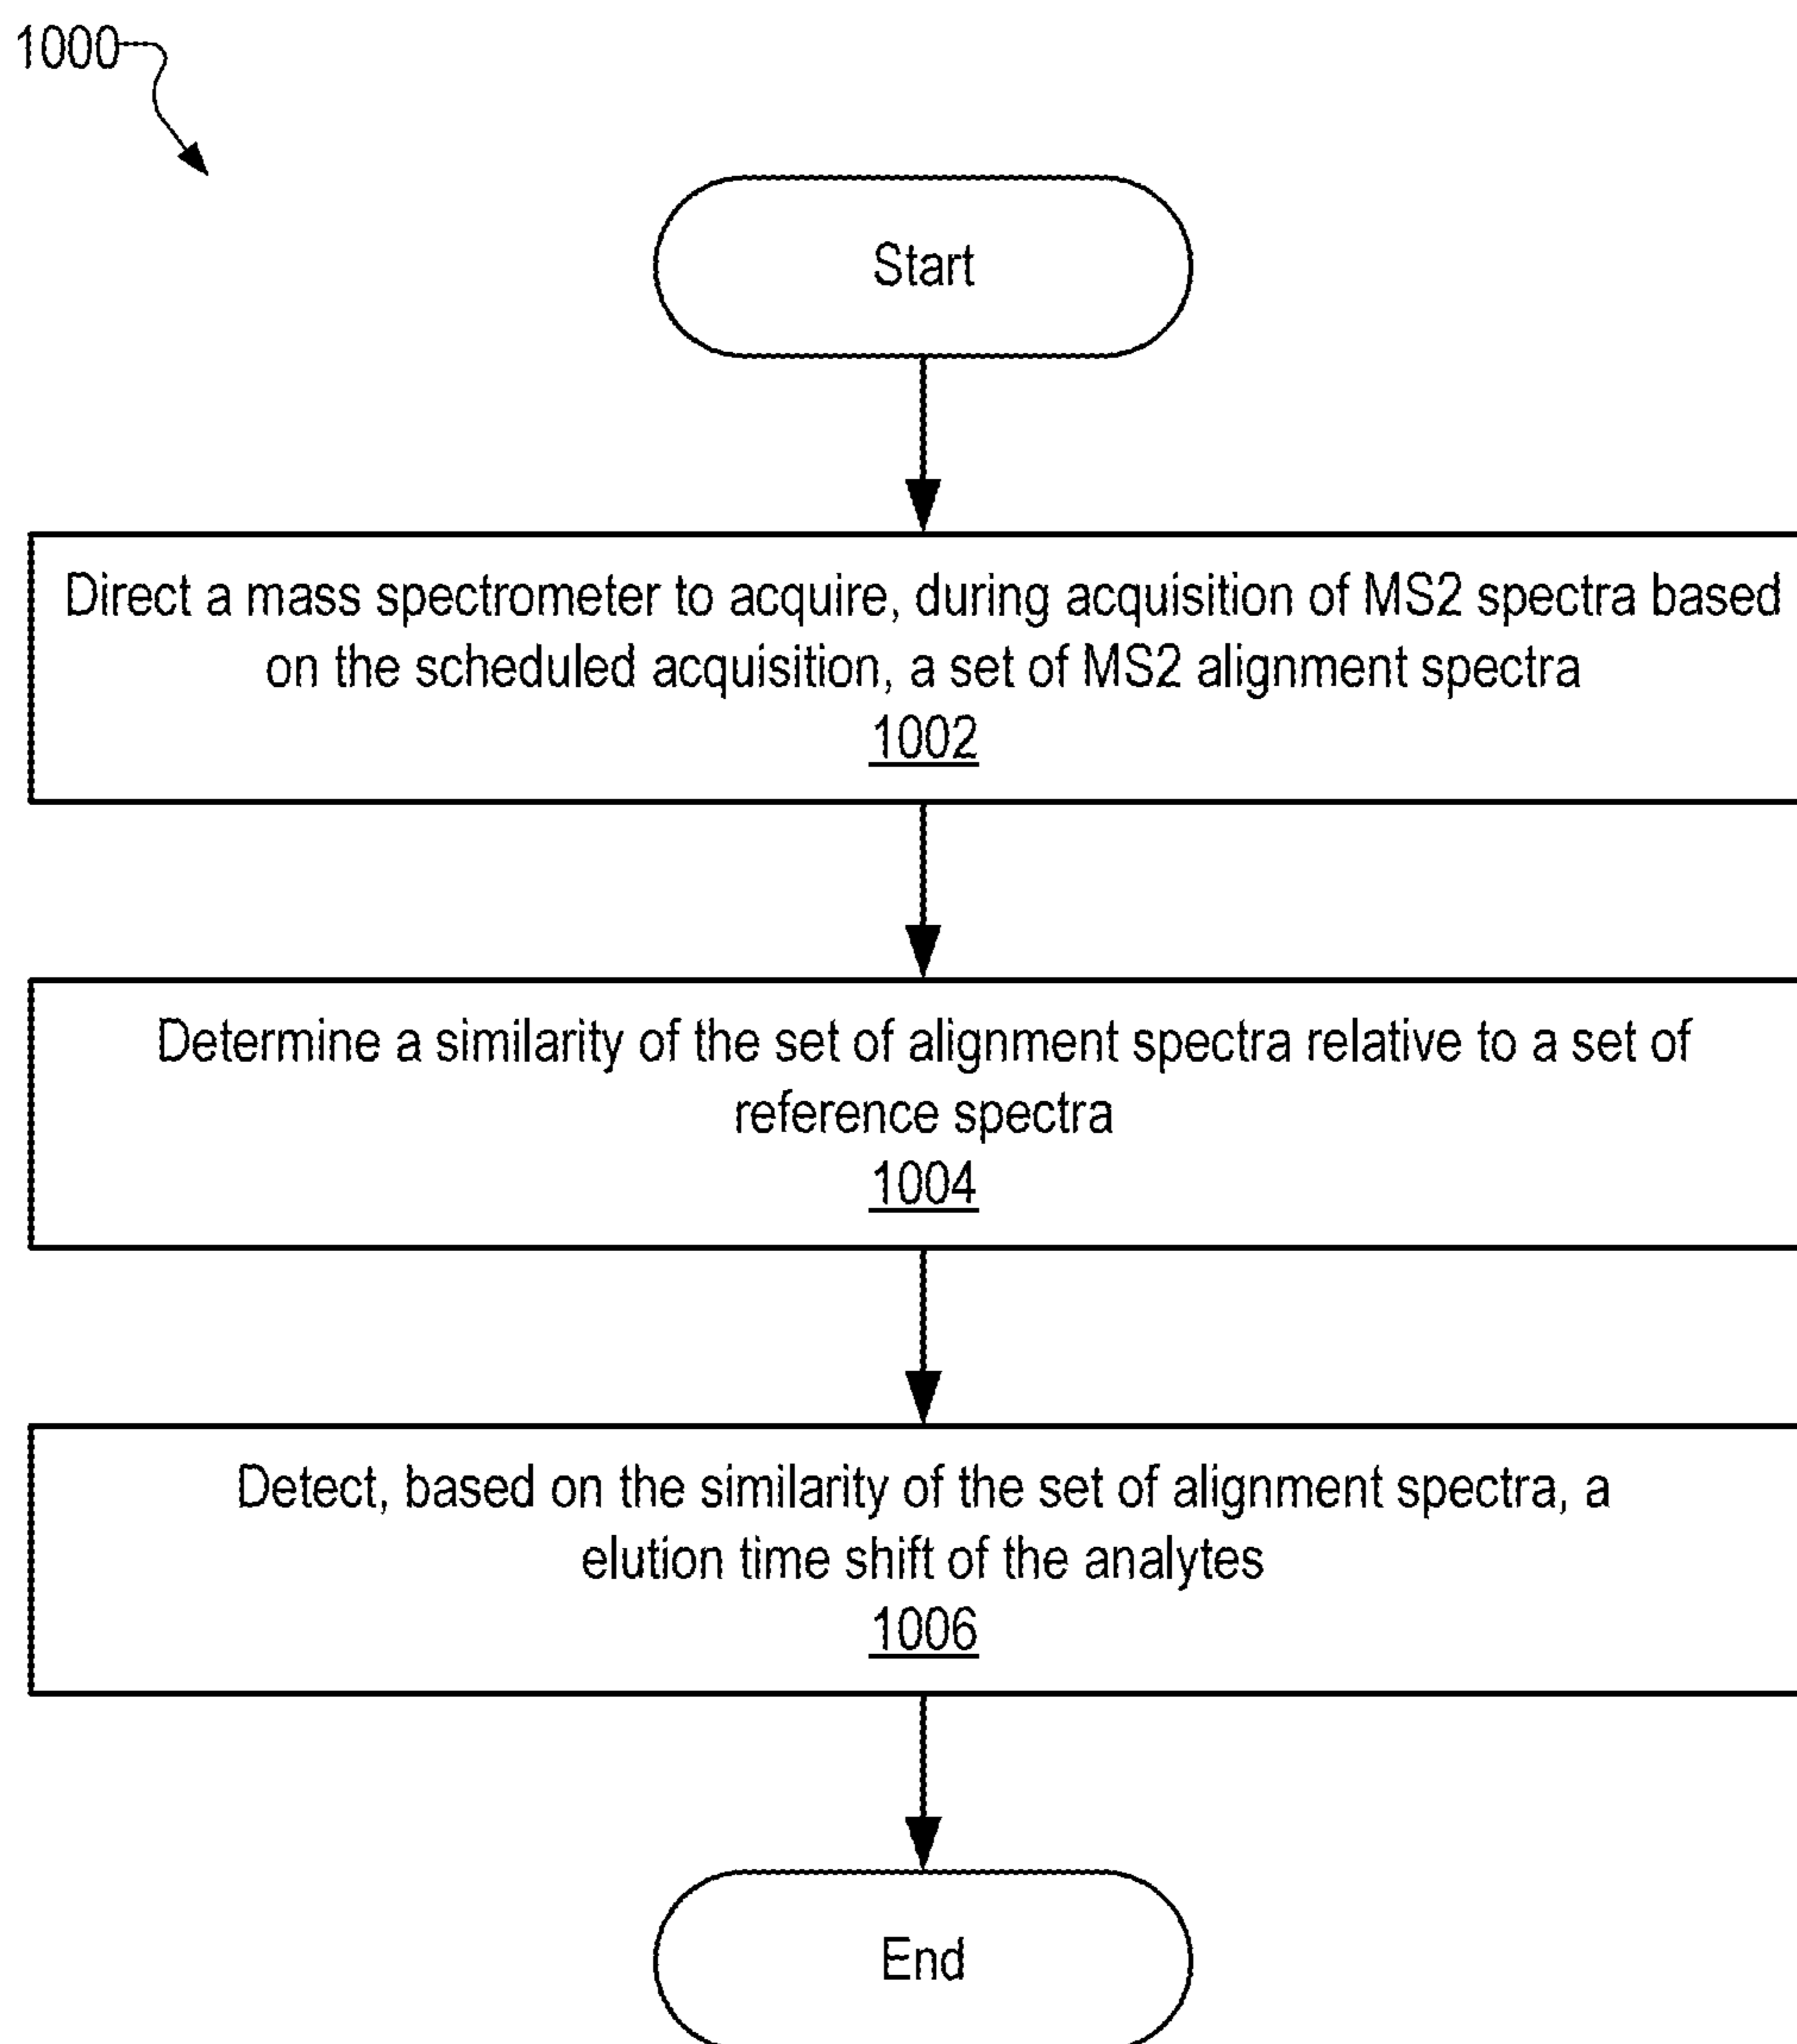 1000
Start
Direct a mass spectrometer to acquire, during acquisition of MS2 spectra based
on the scheduled acquisition, a set of MS2 alignment spectra
1002
Determine a similarity of the set of alignment spectra relative to a set of
reference spectra
1004
Detect, based on the similarity of the set of alignment spectra, a
elution time shift of the analytes
1006
End